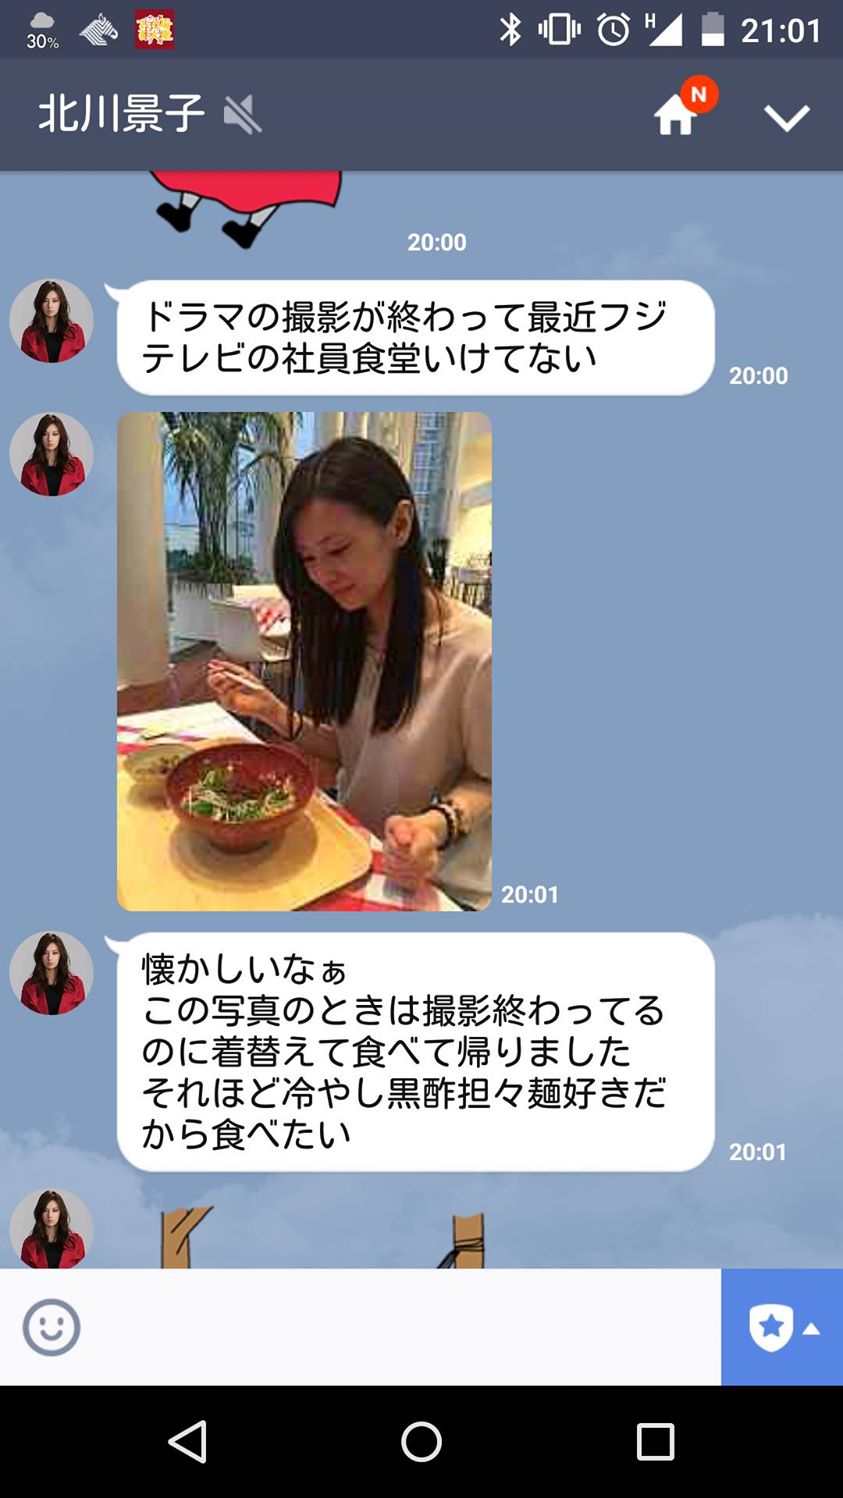 30%
H
21:01
北川景子
N
20:00
ドラマの撮影が終わって最近フジ
テレビの社員食堂いけてない
20:00
20:01
懐かしいなぁ
この写真のときは撮影終わってる
のに着替えて食べて帰りました
それほど冷やし黒酢担々麺好きだ
から食べたい
20:01